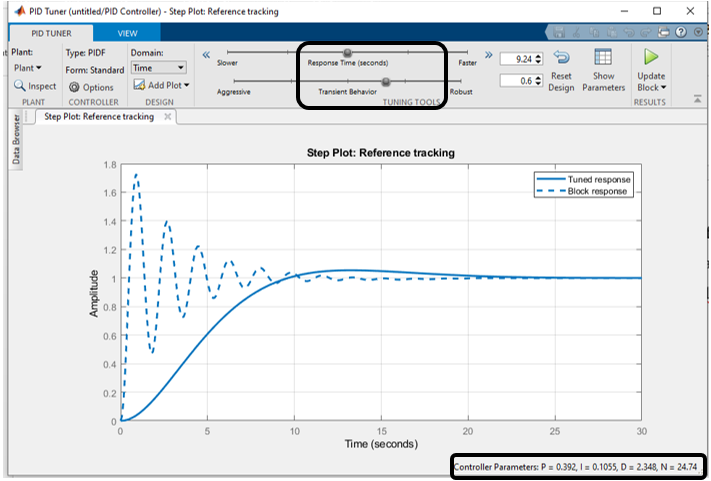 PID Tuner (untitled/PID Controller) - Step Plot: Reference tracking
PID TUNER VIEW
Plant: Type: PIDF Domain:
Plant Form: Standard Time
Inspect Options Add Plot
PLANT CONTROLLER DESIGN
Slower Response Time (seconds) Faster
Aggressive Transient Behavior Robust
TUNING TOOLS
9.24
0.6
Reset
Design
Show
Parameters
Update
Block
RESULTS
Data Browser
Step Plot: Reference tracking
Step Plot: Reference tracking
Tuned response
Block response
1.8
1.6
1.4
1.2
1
0.8
0.6
0.4
0.2
0
Amplitude
0 5 10 15 20 25 30
Time (seconds)
Controller Parameters: P = 0.392, I = 0.1055, D = 2.348, N = 24.74